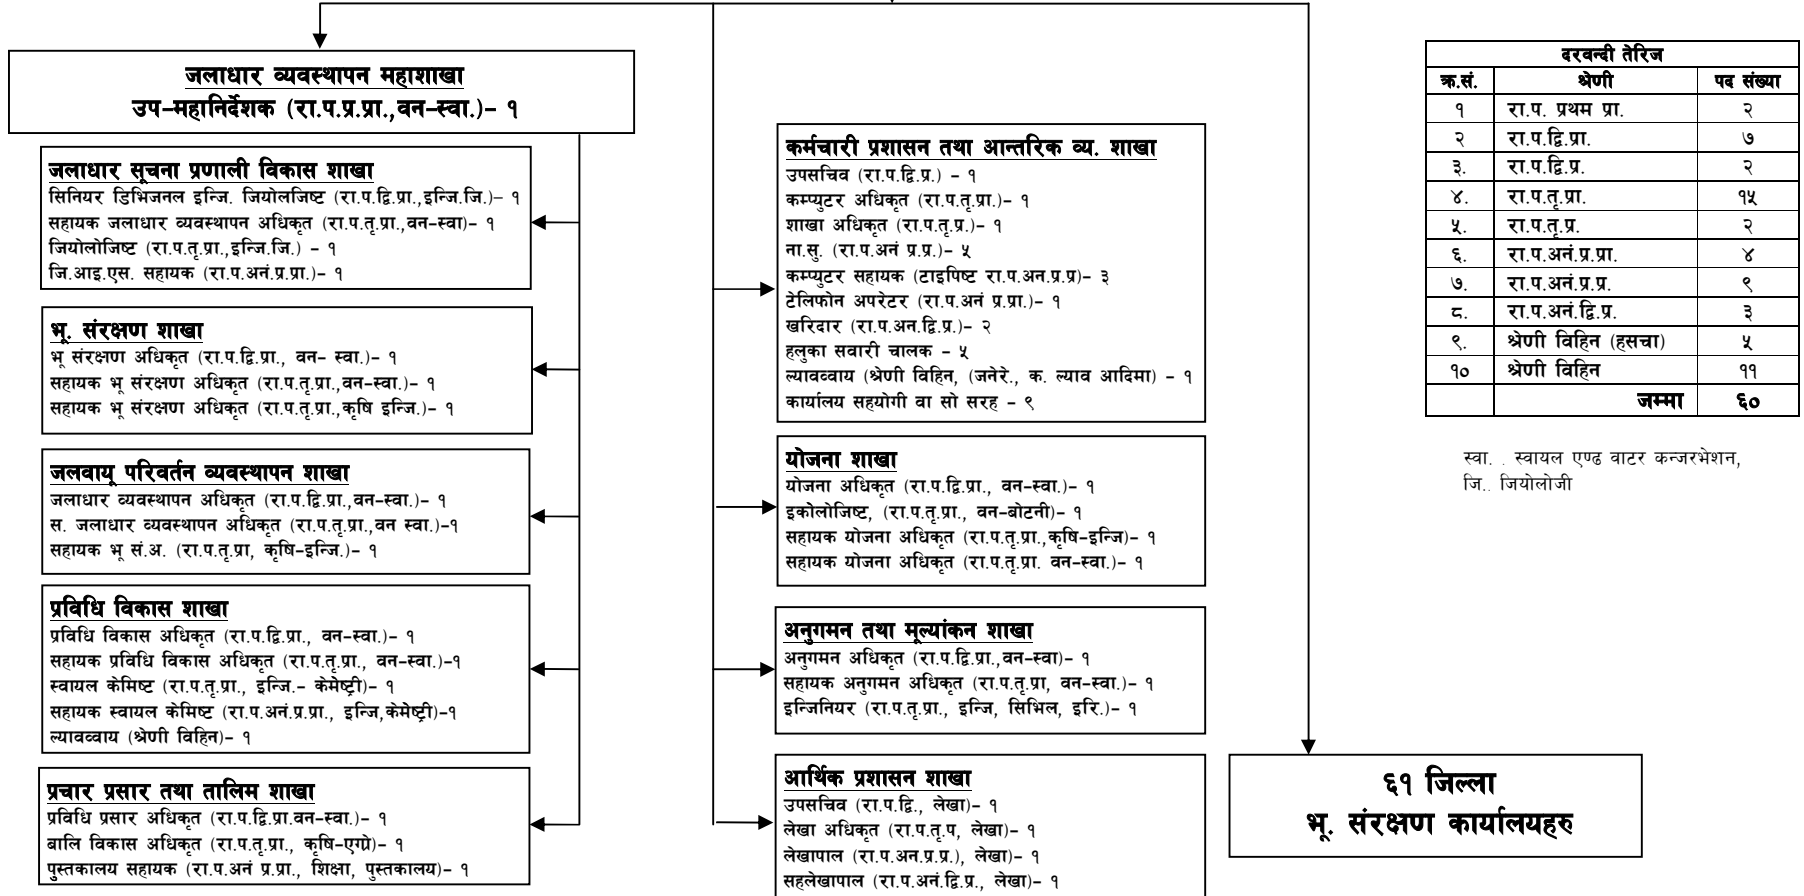 जलाधार व्यवस्थापन महाशाखा
उप-महानिर्देशक (रा.प.प्र.प्रा.,वन-स्वा.)- १
जलाधार सूचना प्रणाली विकास शाखा
सिनियर डिभिजनल इन्जि. जियोलजिष्ट (रा.प.द्वि.प्रा.,इन्जि.जि.)- १
सहायक जलाधार व्यवस्थापन अधिकृत (रा.प.तृ.प्रा.,वन-स्वा)- १
जियोलोजिष्ट (रा.प.तृ.प्रा.,इन्जि.जि.) - १
जि.आइ.एस. सहायक (रा.प.अनं.प्र.प्रा.)- १
भू. संरक्षण शाखा
भू संरक्षण अधिकृत (रा.प.द्वि.प्रा., वन- स्वा.)- १
सहायक भू संरक्षण अधिकृत (रा.प.तृ.प्रा.,वन-स्वा.)- १
सहायक भू संरक्षण अधिकृत (रा.प.तृ.प्रा.,कृषि इन्जि.)- १
जलवायू परिवर्तन व्यवस्थापन शाखा
जलाधार व्यवस्थापन अधिकृत (रा.प.द्वि.प्रा.,वन-स्वा.)- १
स. जलाधार व्यवस्थापन अधिकृत (रा.प.तृ.प्रा.,वन स्वा.)-१
सहायक भू सं.अ. (रा.प.तृ.प्रा, कृषि-इन्जि.)- १
प्रविधि विकास शाखा
प्रविधि विकास अधिकृत (रा.प.द्वि.प्रा., वन-स्वा.)- १
सहायक प्रविधि विकास अधिकृत (रा.प.तृ.प्रा., वन-स्वा.)-१
स्वायल केमिष्ट (रा.प.तृ.प्रा., इन्जि.- केमेष्ट्री)- १
सहायक स्वायल केमिष्ट (रा.प.अनं.प्र.प्रा., इन्जि,केमेष्ट्री)-१
ल्यावव्वाय (श्रेणी विहिन)- १
प्रचार प्रसार तथा तालिम शाखा
प्रविधि प्रसार अधिकृत (रा.प.द्वि.प्रा.वन-स्वा.)- १
बालि विकास अधिकृत (रा.प.तृ.प्रा., कृषि-एग्रो)- १
पुस्तकालय सहायक (रा.प.अनं प्र.प्रा., शिक्षा, पुस्तकालय)- १
कर्मचारी प्रशासन तथा आन्तरिक व्य. शाखा
उपसचिव (रा.प.द्वि.प्र.) - १
कम्प्युटर अधिकृत (रा.प.तृ.प्रा.)- १
शाखा अधिकृत (रा.प.तृ.प्र.)- १
ना.सु. (रा.प.अनं प्र.प्र.)- ५
कम्प्युटर सहायक (टाइपिष्ट रा.प.अन.प्र.प्र)- ३
टेलिफोन अपरेटर (रा.प.अनं प्र.प्रा.)- १
खरिदार (रा.प.अन.द्वि.प्र.)- २
हलुका सवारी चालक - ५
ल्यावव्वाय (श्रेणी विहिन, (जनेरे., क. ल्याव आदिमा) - १
कार्यालय सहयोगी वा सो सरह - ९
योजना शाखा
योजना अधिकृत (रा.प.द्वि.प्रा., वन-स्वा.)- १
इकोलोजिष्ट, (रा.प.तृ.प्रा., वन-बोटनी)- १
सहायक योजना अधिकृत (रा.प.तृ.प्रा.,कृषि-इन्जि)- १
सहायक योजना अधिकृत (रा.प.तृ.प्रा. वन-स्वा.)- १
अनुगमन तथा मूल्यांकन शाखा
अनुगमन अधिकृत (रा.प.द्वि.प्रा.,वन-स्वा)- १
सहायक अनुगमन अधिकृत (रा.प.तृ.प्रा, वन-स्वा.)- १
इन्जिनियर (रा.प.तृ.प्रा., इन्जि, सिभिल, इरि.)- १
आर्थिक प्रशासन शाखा
उपसचिव (रा.प.द्वि., लेखा)- १
लेखा अधिकृत (रा.प.तृ.प, लेखा)- १
लेखापाल (रा.प.अन.प्र.प्र.), लेखा)- १
सहलेखापाल (रा.प.अनं.द्वि.प्र., लेखा)- १
६१ जिल्ला
भू. संरक्षण कार्यालयहरु
दरवन्दी तेरिज
क्र.सं. श्रेणी पद संख्या
१ रा.प. प्रथम प्रा. २
२ रा.प.द्वि.प्रा. ७
३. रा.प.द्वि.प्र. २
४. रा.प.तृ.प्रा. १५
५. रा.प.तृ.प्र. २
६. रा.प.अनं.प्र.प्रा. ४
७. रा.प.अनं.प्र.प्र. ९
८. रा.प.अनं.द्वि.प्र. ३
९. श्रेणी विहिन (हसचा) ५
१० श्रेणी विहिन ११
जम्मा ६०
स्वा. . स्वायल एण्ढ वाटर कन्जरभेशन,
जि.. जियोलोजी